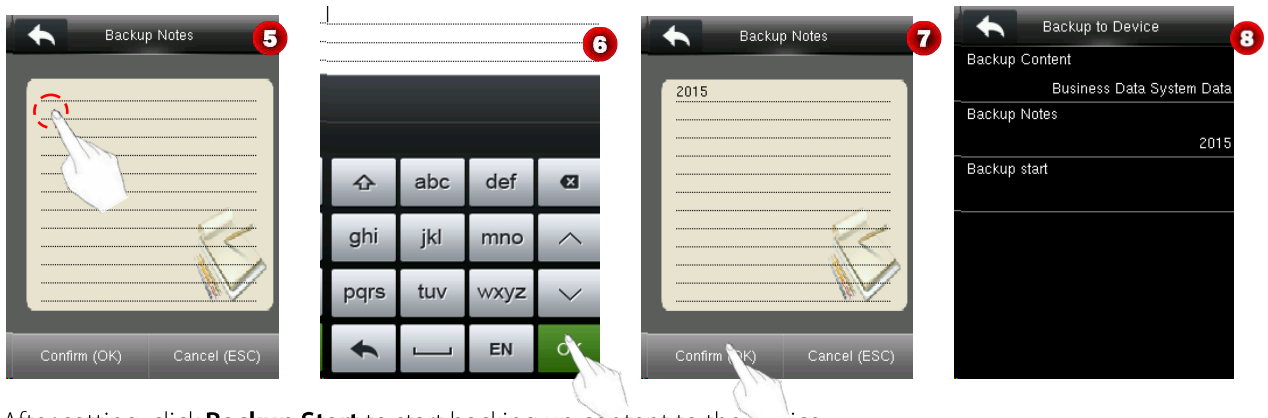 Backup Notes
5
Confirm (OK)
Cancel (ESC)
6
abc
def
ghi
jkl
mno
pqrs
tuv
wxyz
EN
Backup Notes
7
2015
Confirm (OK)
Cancel (ESC)
Backup to Device
8
Backup Content
Business Data System Data
Backup Notes
2015
Backup start
After setting, click Backup Start to start backing up content to the